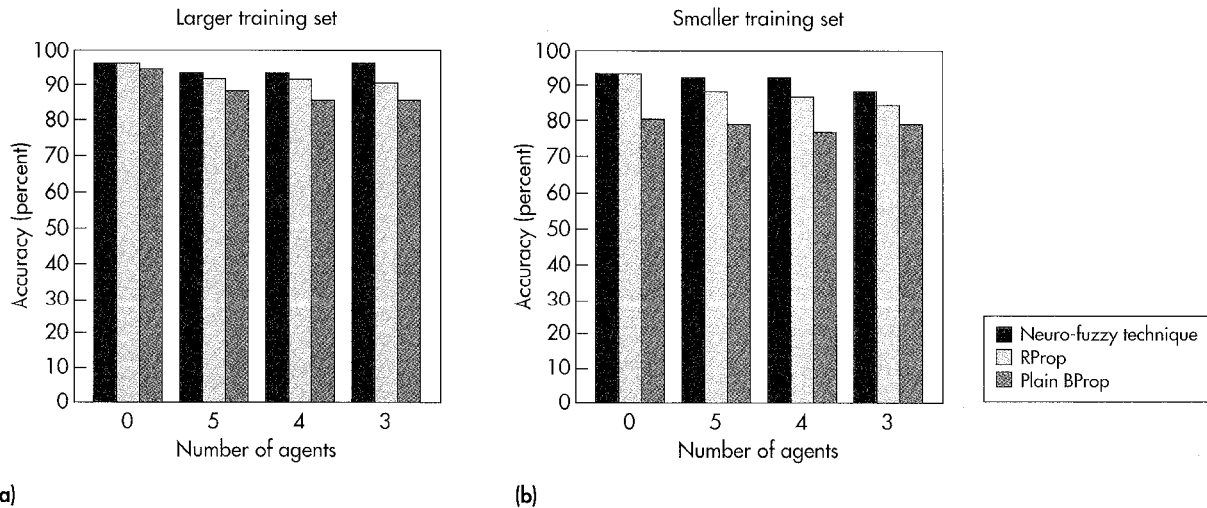 Larger training set
100
90
80
70
60
50
40
30
20
10
0
Accuracy (percent)
0 5 4 3
Number of agents
a)
Smaller training set
100
90
80
70
60
50
40
30
20
10
0
Accuracy (percent)
0 5 4 3
Number of agents
(b)
Neuro-fuzzy technique
RProp
Plain BProp